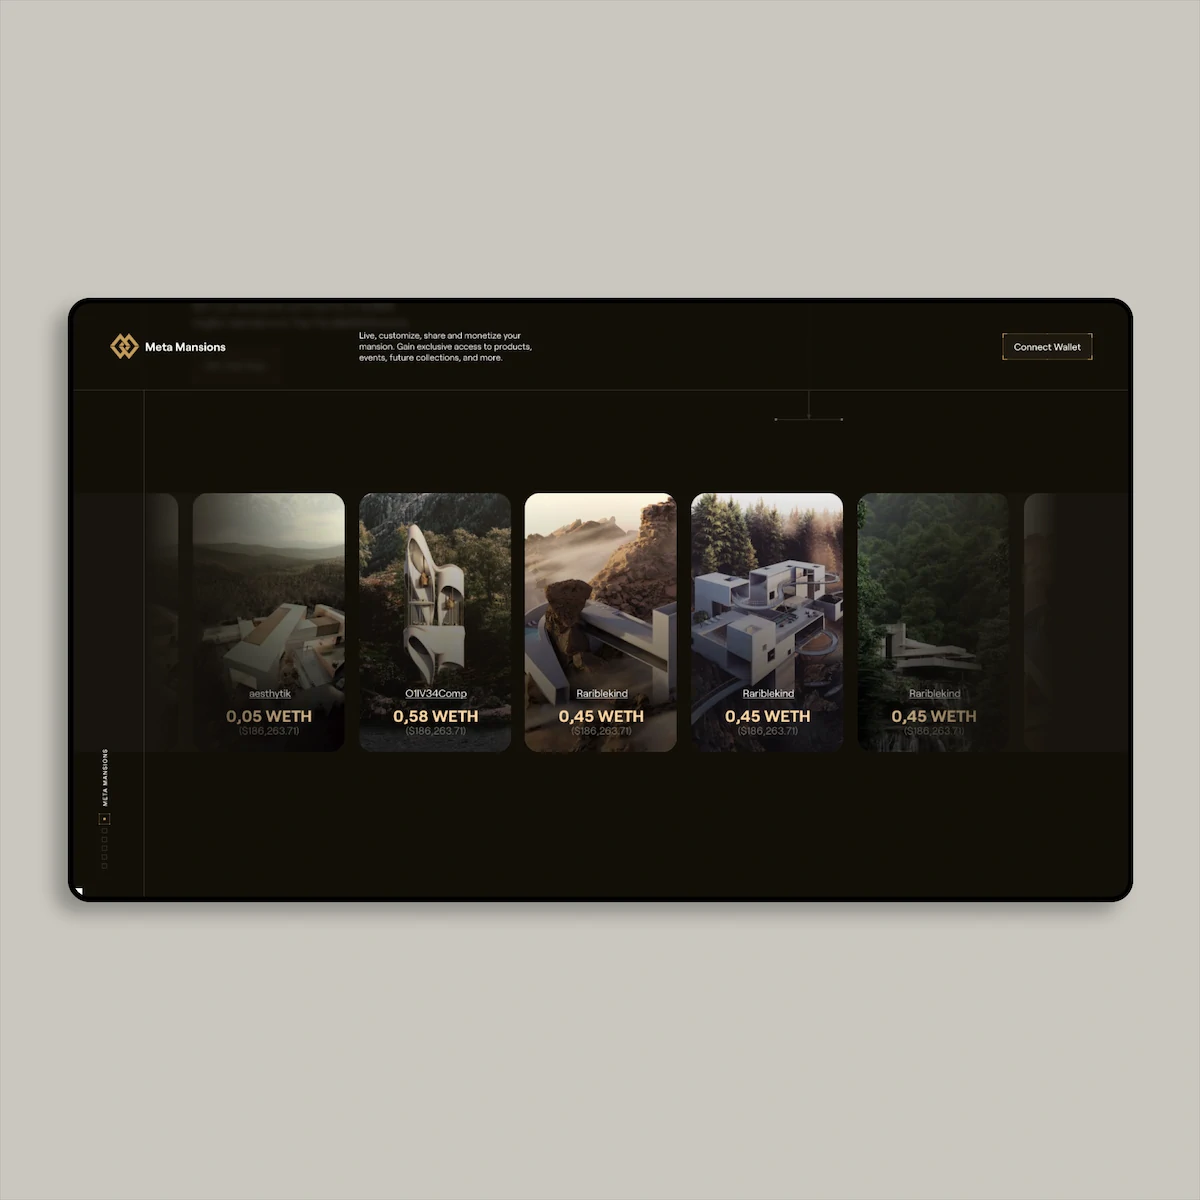 Meta Mansions
Live, customize, share and monetize your
mansion. Gain exclusive access to products,
events, future collections, and more.
Connect Wallet
aesthytik
0,05 WETH
($186,263.71)
O1IV34Comp
0,58 WETH
($186,263.71)
Rariblekind
0,45 WETH
($186,263.71)
Rariblekind
0,45 WETH
($186,263.71)
Rariblekind
0,45 WETH
($186,263.71)
META MANSIONS